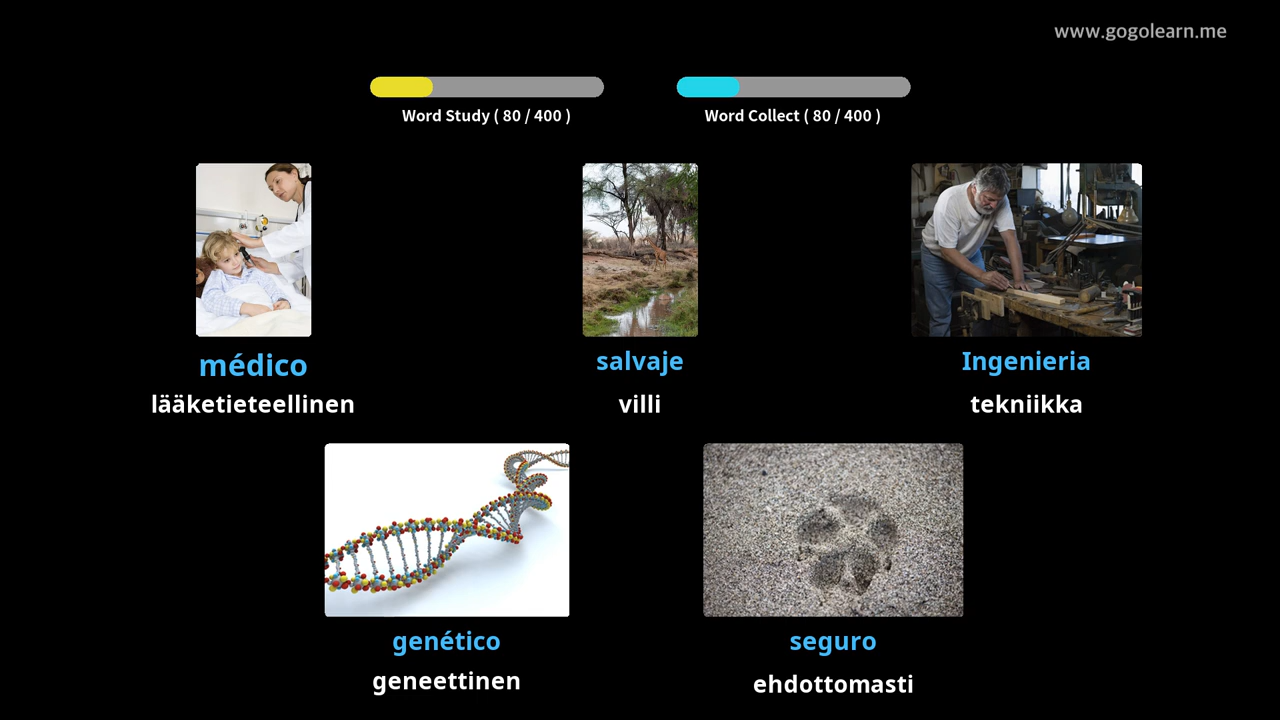 www.gogolearn.me
Word Study ( 80 / 400 )
Word Collect ( 80 / 400 )
médico
salvaje
Ingenieria
lääketieteellinen
villi
tekniikka
genético
seguro
geneettinen
ehdottomasti